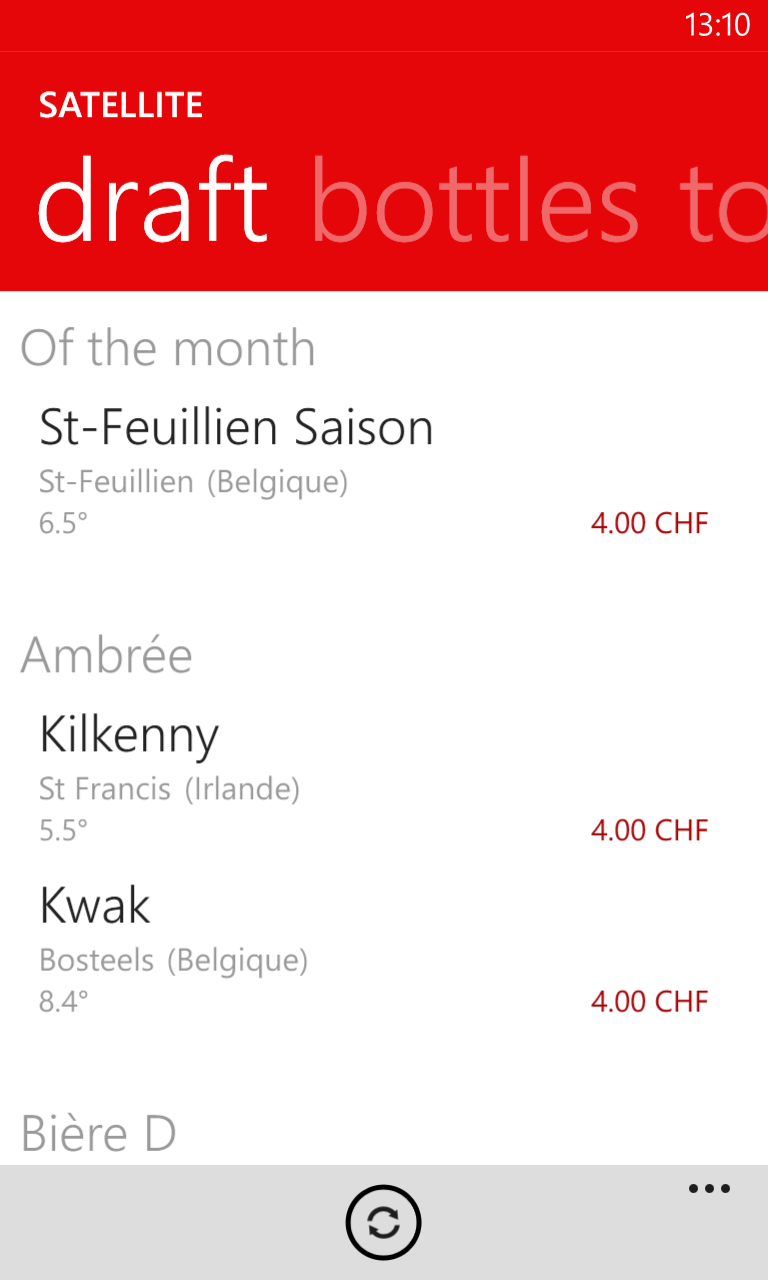 13:10
SATELLITE
draft bottles to
Of the month
St-Feuillien Saison
St-Feuillien (Belgique)
6.5° 4.00 CHF
Ambrée
Kilkenny
St Francis (Irlande)
5.5° 4.00 CHF
Kwak
Bosteels (Belgique)
8.4° 4.00 CHF
Bière D